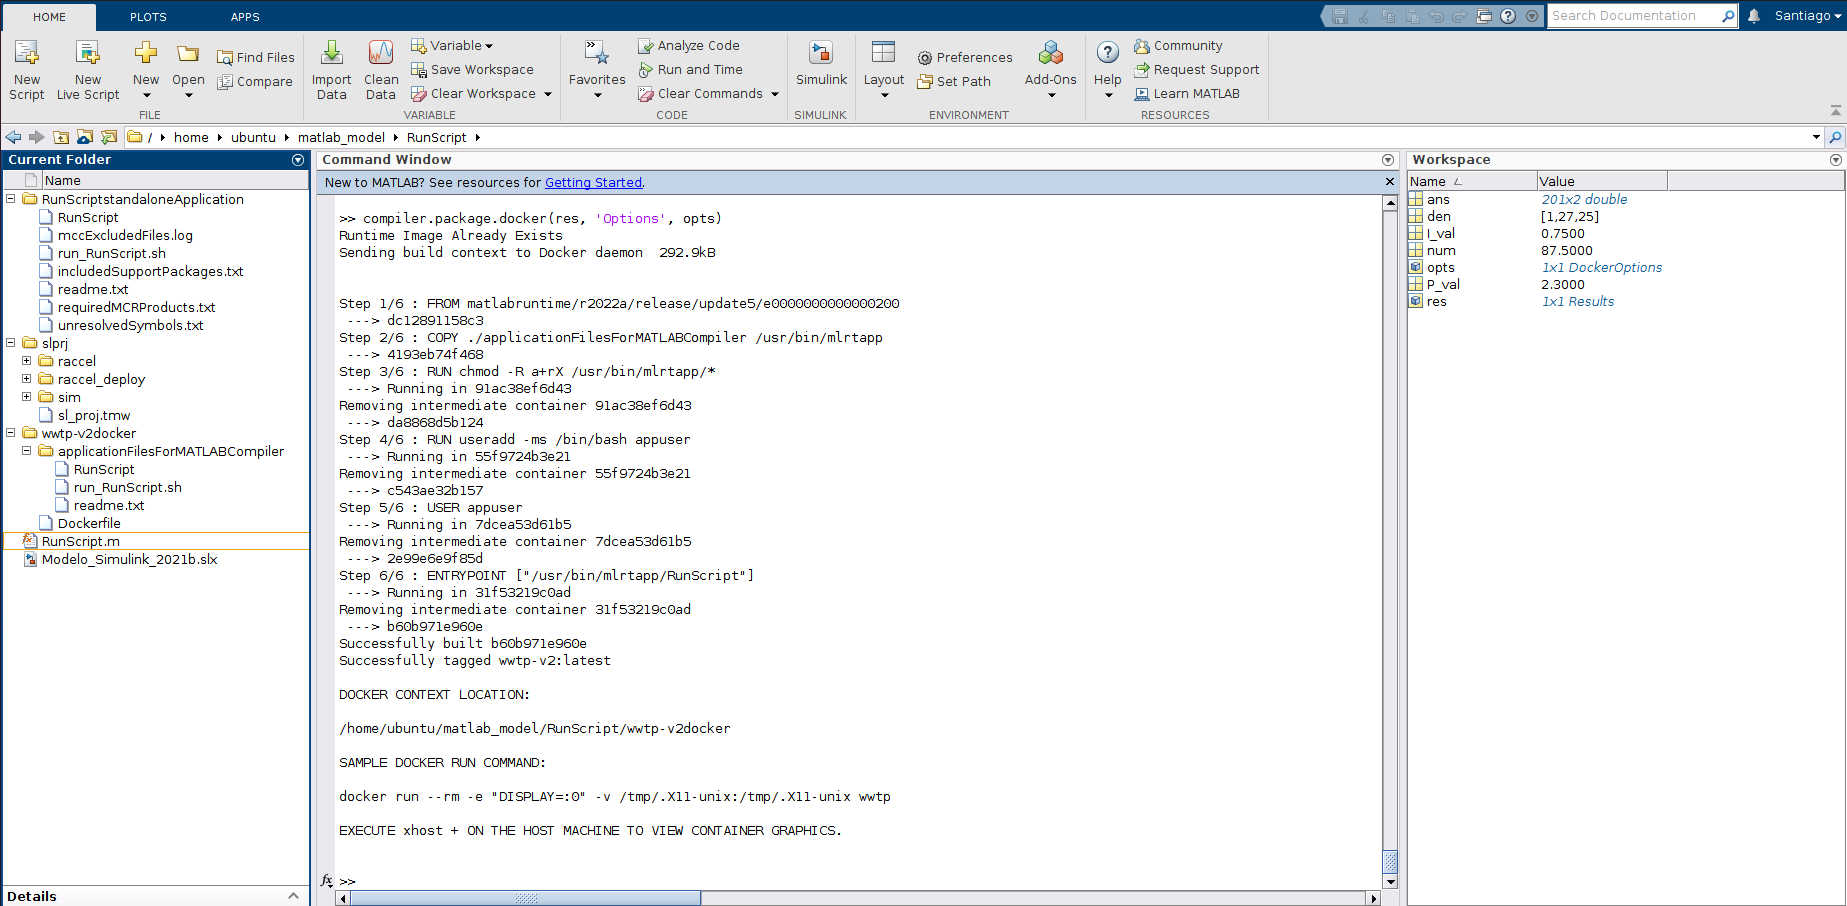 HOME PLOTS APPS
Search Documentation Santiago
New Script
New Live Script
New
Open
Find Files
Compare
FILE
Import Data
Clean Data
Variable
Save Workspace
Clear Workspace
VARIABLE
Favorites
Analyze Code
Run and Time
Clear Commands
CODE
Simulink
SIMULINK
Layout
Preferences
Set Path
Add-Ons
ENVIRONMENT
Help
Community
Request Support
Learn MATLAB
RESOURCES
/ home ubuntu matlab_model RunScript
Current Folder
Name
RunScriptstandaloneApplication
RunScript
mccExcludedFiles.log
run_RunScript.sh
includedSupportPackages.txt
readme.txt
requiredMCRProducts.txt
unresolvedSymbols.txt
slprj
raccel
raccel_deploy
sim
sl_proj.tmw
wwtp-v2docker
applicationFilesForMATLABCompiler
RunScript
run_RunScript.sh
readme.txt
Dockerfile
RunScript.m
Modelo_Simulink_2021b.slx
Details
Command Window
New to MATLAB? See resources for Getting Started.
>> compiler.package.docker(res, 'Options', opts)
Runtime Image Already Exists
Sending build context to Docker daemon  292.9kB
Step 1/6 : FROM matlabruntime/r2022a/release/update5/e0000000000000200
---> dc12891158c3
Step 2/6 : COPY ./applicationFilesForMATLABCompiler /usr/bin/mlrtapp
---> 4193eb74f468
Step 3/6 : RUN chmod -R a+rX /usr/bin/mlrtapp/*
---> Running in 91ac38ef6d43
Removing intermediate container 91ac38ef6d43
---> da8868d5b124
Step 4/6 : RUN useradd -ms /bin/bash appuser
---> Running in 55f9724b3e21
Removing intermediate container 55f9724b3e21
---> c543ae32b157
Step 5/6 : USER appuser
---> Running in 7dcea53d61b5
Removing intermediate container 7dcea53d61b5
---> 2e99e6e9f85d
Step 6/6 : ENTRYPOINT ["/usr/bin/mlrtapp/RunScript"]
---> Running in 31f53219c0ad
Removing intermediate container 31f53219c0ad
---> b60b971e960e
Successfully built b60b971e960e
Successfully tagged wwtp-v2:latest
DOCKER CONTEXT LOCATION:
/home/ubuntu/matlab_model/RunScript/wwtp-v2docker
SAMPLE DOCKER RUN COMMAND:
docker run --rm -e "DISPLAY=:0" -v /tmp/.X11-unix:/tmp/.X11-unix wwtp
EXECUTE xhost + ON THE HOST MACHINE TO VIEW CONTAINER GRAPHICS.
fx >>
Workspace
Name Value
ans 201x2 double
den [1,27,25]
I_val 0.7500
num 87.5000
opts 1x1 DockerOptions
P_val 2.3000
res 1x1 Results